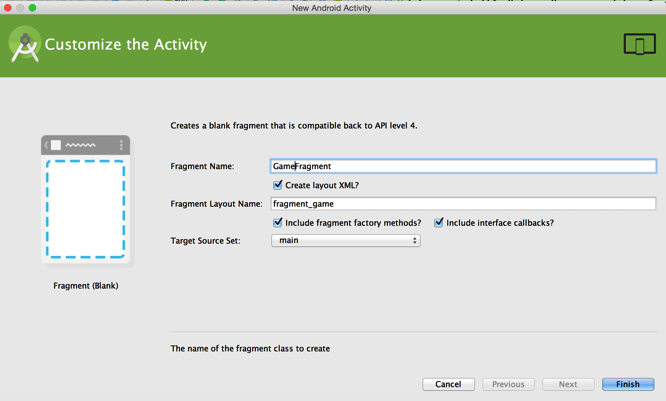 New Android Activity
Customize the Activity
Creates a blank fragment that is compatible back to API level 4.
Fragment Name: GameFragment
Create layout XML?
Fragment Layout Name: fragment_game
Include fragment factory methods? Include interface callbacks?
Target Source Set: main
Fragment (Blank)
The name of the fragment class to create
Cancel Previous Next Finish